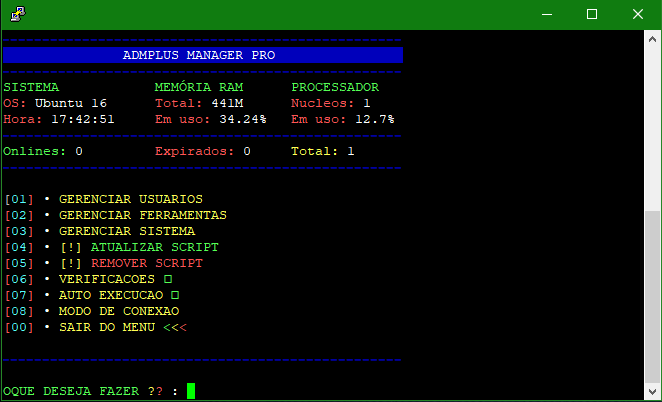 ADMPLUS MANAGER PRO
SISTEMA MEMÓRIA RAM PROCESSADOR
OS: Ubuntu 16 Total: 441M Nucleos: 1
Hora: 17:42:51 Em uso: 34.24% Em uso: 12.7%
Onlines: 0 Expirados: 0 Total: 1
[01] • GERENCIAR USUARIOS
[02] • GERENCIAR FERRAMENTAS
[03] • GERENCIAR SISTEMA
[04] • [!] ATUALIZAR SCRIPT
[05] • [!] REMOVER SCRIPT
[06] • VERIFICACOES □
[07] • AUTO EXECUCAO □
[08] • MODO DE CONEXAO
[00] • SAIR DO MENU <<<
OQUE DESEJA FAZER ?? :